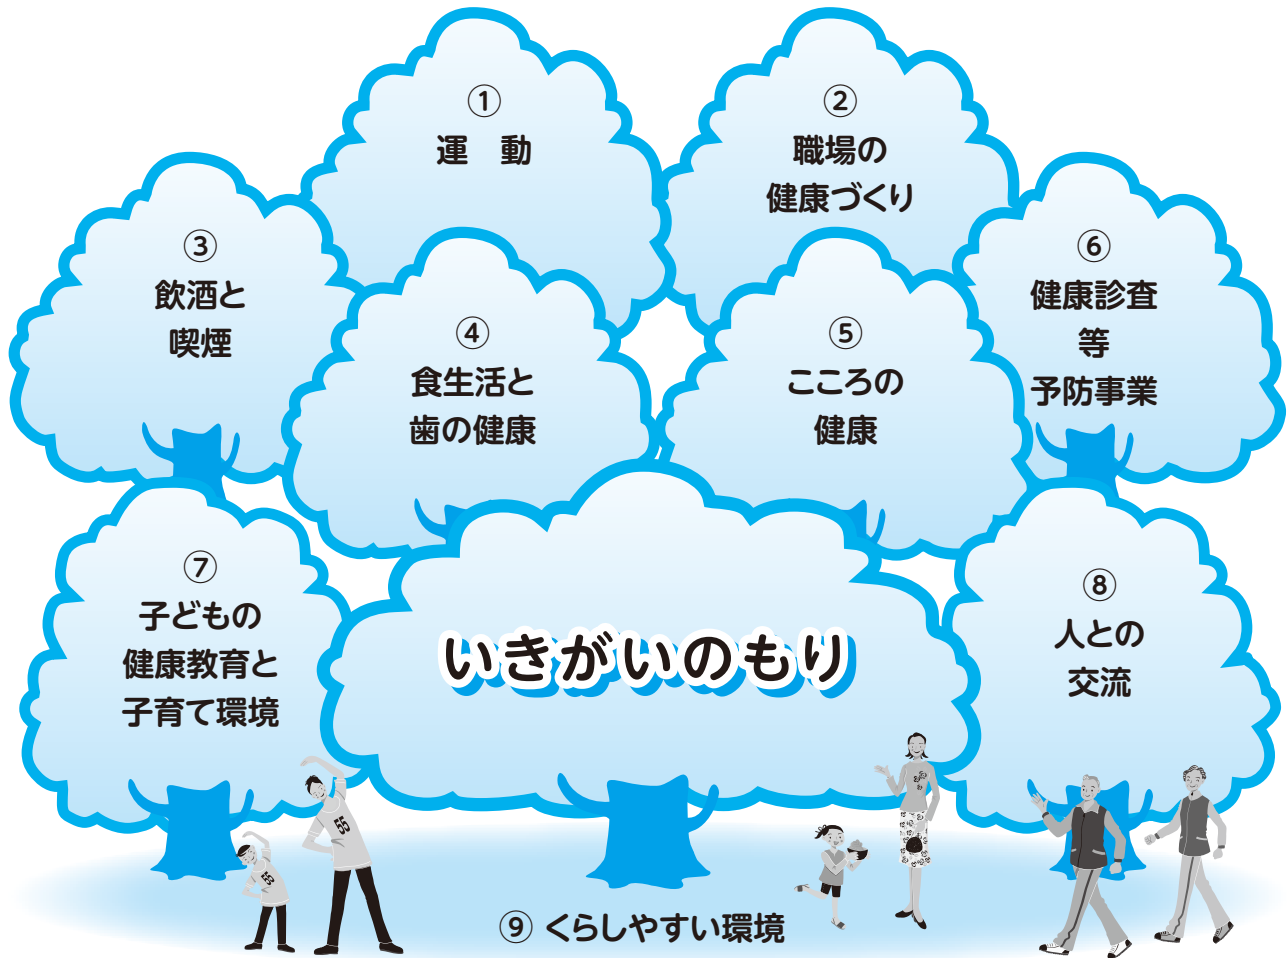 ①
運　動
②
職場の
健康づくり
③
飲酒と
喫煙
④
食生活と
歯の健康
⑤
こころの
健康
⑥
健康診査
等
予防事業
⑦
子どもの
健康教育と
子育て環境
いきがいのもり
⑧
人との
交流
55
55
⑨ くらしやすい環境